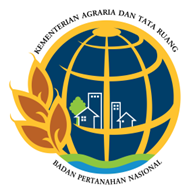 KEMENTERIAN AGRARIA DAN TATA RUANG
BADAN PERTANAHAN NASIONAL